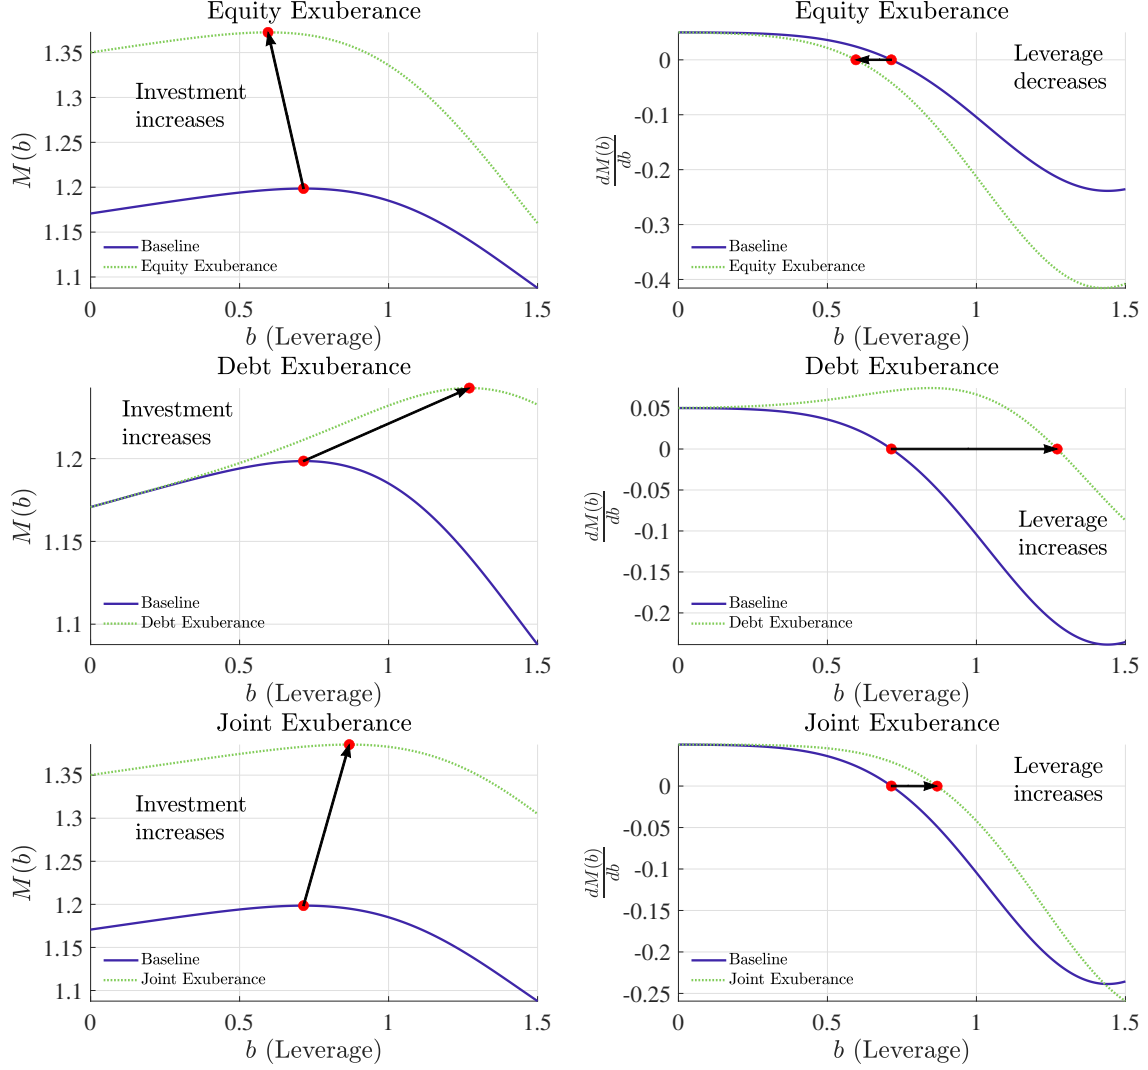 Equity Exuberance
1.35
1.3
1.25
1.2
1.15
1.1
M(b)
Investment
increases
Baseline
Equity Exuberance
0 0.5 1 1.5
b (Leverage)
Equity Exuberance
0
-0.1
-0.2
-0.3
-0.4
dM(b)
db
Leverage
decreases
Baseline
Equity Exuberance
0 0.5 1 1.5
b (Leverage)
Debt Exuberance
1.2
1.15
1.1
M(b)
Investment
increases
Baseline
Debt Exuberance
0 0.5 1 1.5
b (Leverage)
Debt Exuberance
0.05
0
-0.05
-0.1
-0.15
-0.2
dM(b)
db
Leverage
increases
Baseline
Debt Exuberance
0 0.5 1 1.5
b (Leverage)
Joint Exuberance
1.35
1.3
1.25
1.2
1.15
1.1
M(b)
Investment
increases
Baseline
Joint Exuberance
0 0.5 1 1.5
b (Leverage)
Joint Exuberance
0
-0.05
-0.1
-0.15
-0.2
-0.25
dM(b)
db
Leverage
increases
Baseline
Joint Exuberance
0 0.5 1 1.5
b (Leverage)